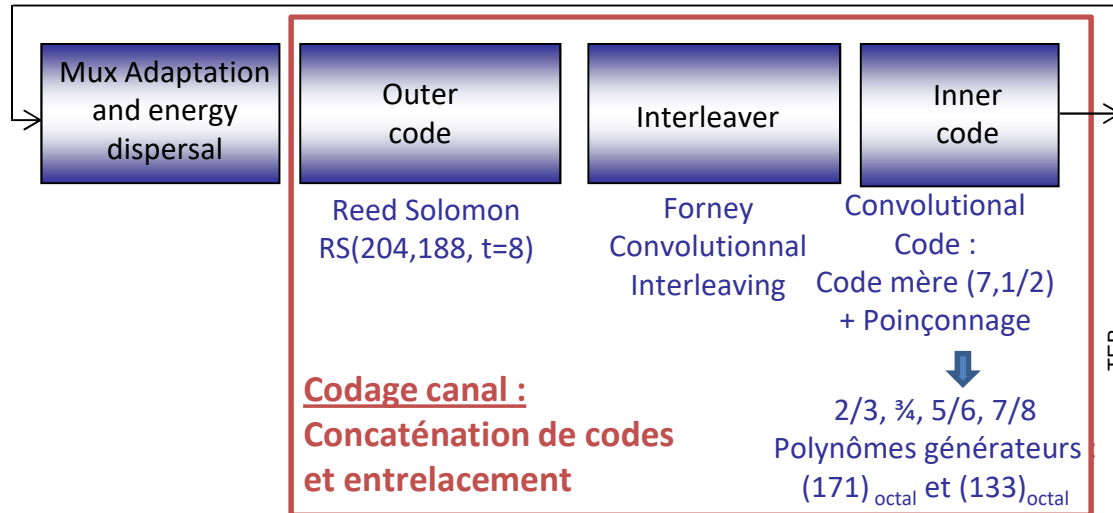 Mux Adaptation
and energy
dispersal
Outer
code
Interleaver
Inner
code
Reed Solomon
RS(204,188, t=8)
Forney
Convolutionnal
Interleaving
Convolutional
Code :
Code mère (7,1/2)
+ Poinçonnage
2/3, ¾, 5/6, 7/8
Polynômes générateurs :
(171) octal et (133)octal
Codage canal :
Concaténation de codes
et entrelacement